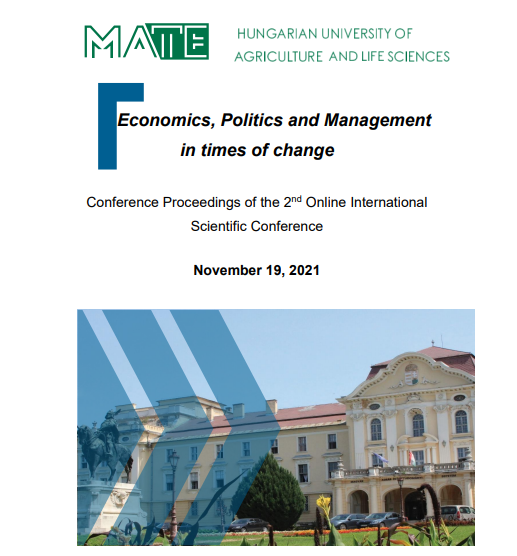 MATE
HUNGARIAN UNIVERSITY OF
AGRICULTURE AND LIFE SCIENCES
Economics, Politics and Management
in times of change
Conference Proceedings of the 2nd Online International
Scientific Conference
November 19, 2021